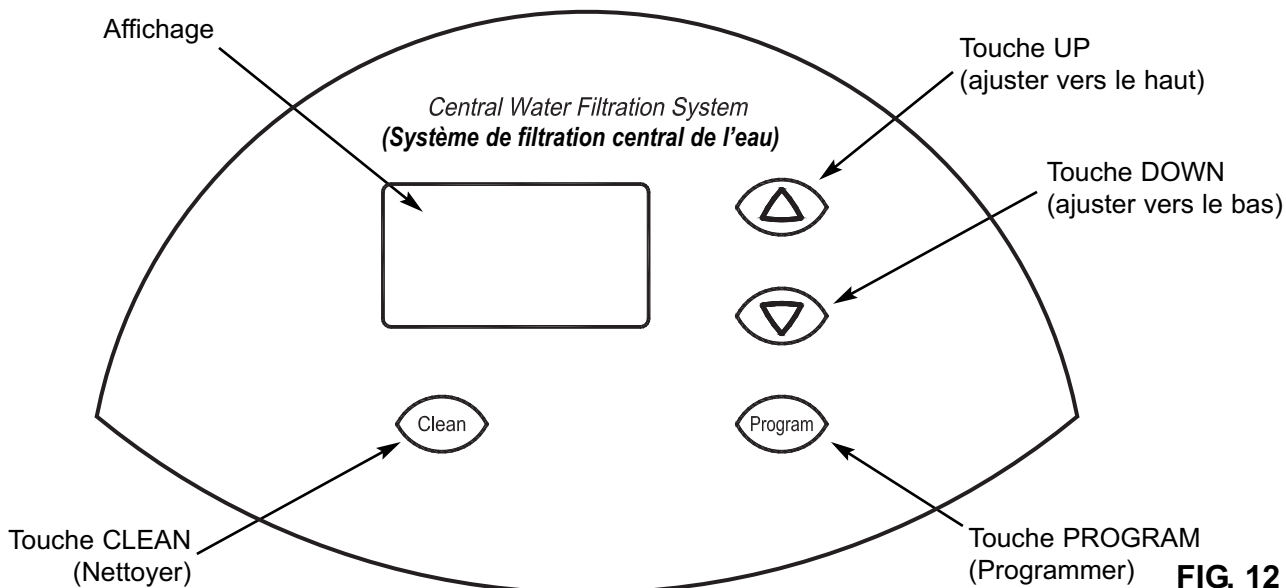 Affichage
Touche UP
(ajuster vers le haut)
Central Water Filtration System
(Système de filtration central de l'eau)
Touche DOWN
(ajuster vers le bas)
Clean
Program
Touche CLEAN
(Nettoyer)
Touche PROGRAM
(Programmer)
FIG. 12